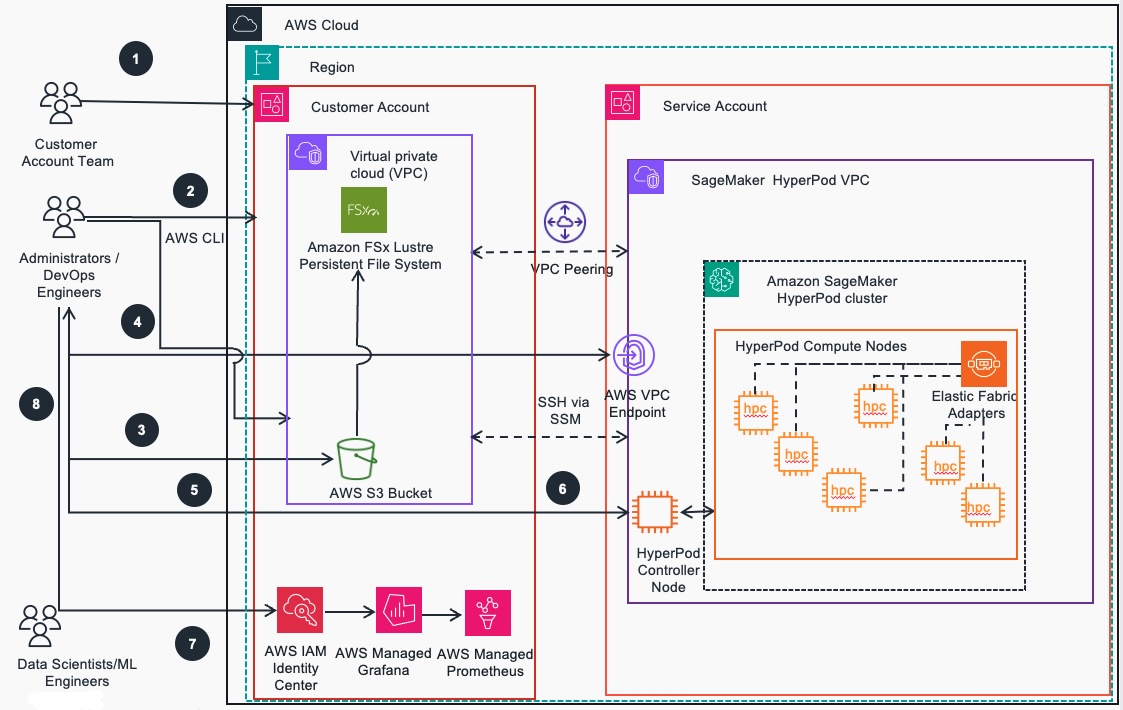 AWS Cloud
Region
1
Customer Account
Service Account
Customer
Account Team
Virtual private
cloud (VPC)
SageMaker  HyperPod VPC
2
FSx
AWS CLI
Amazon FSx Lustre
Persistent File System
Administrators /
DevOps
Engineers
VPC Peering
Amazon SageMaker
HyperPod cluster
4
HyperPod Compute Nodes
8
AWS VPC
Endpoint
SSH via
SSM
Elastic Fabric
Adapters
hpc
hpc
hpc
hpc
hpc
hpc
3
AWS S3 Bucket
5
6
HyperPod
Controller
Node
7
AWS IAM
Identity
Center
AWS Managed
Grafana
AWS Managed
Prometheus
Data Scientists/ML
Engineers